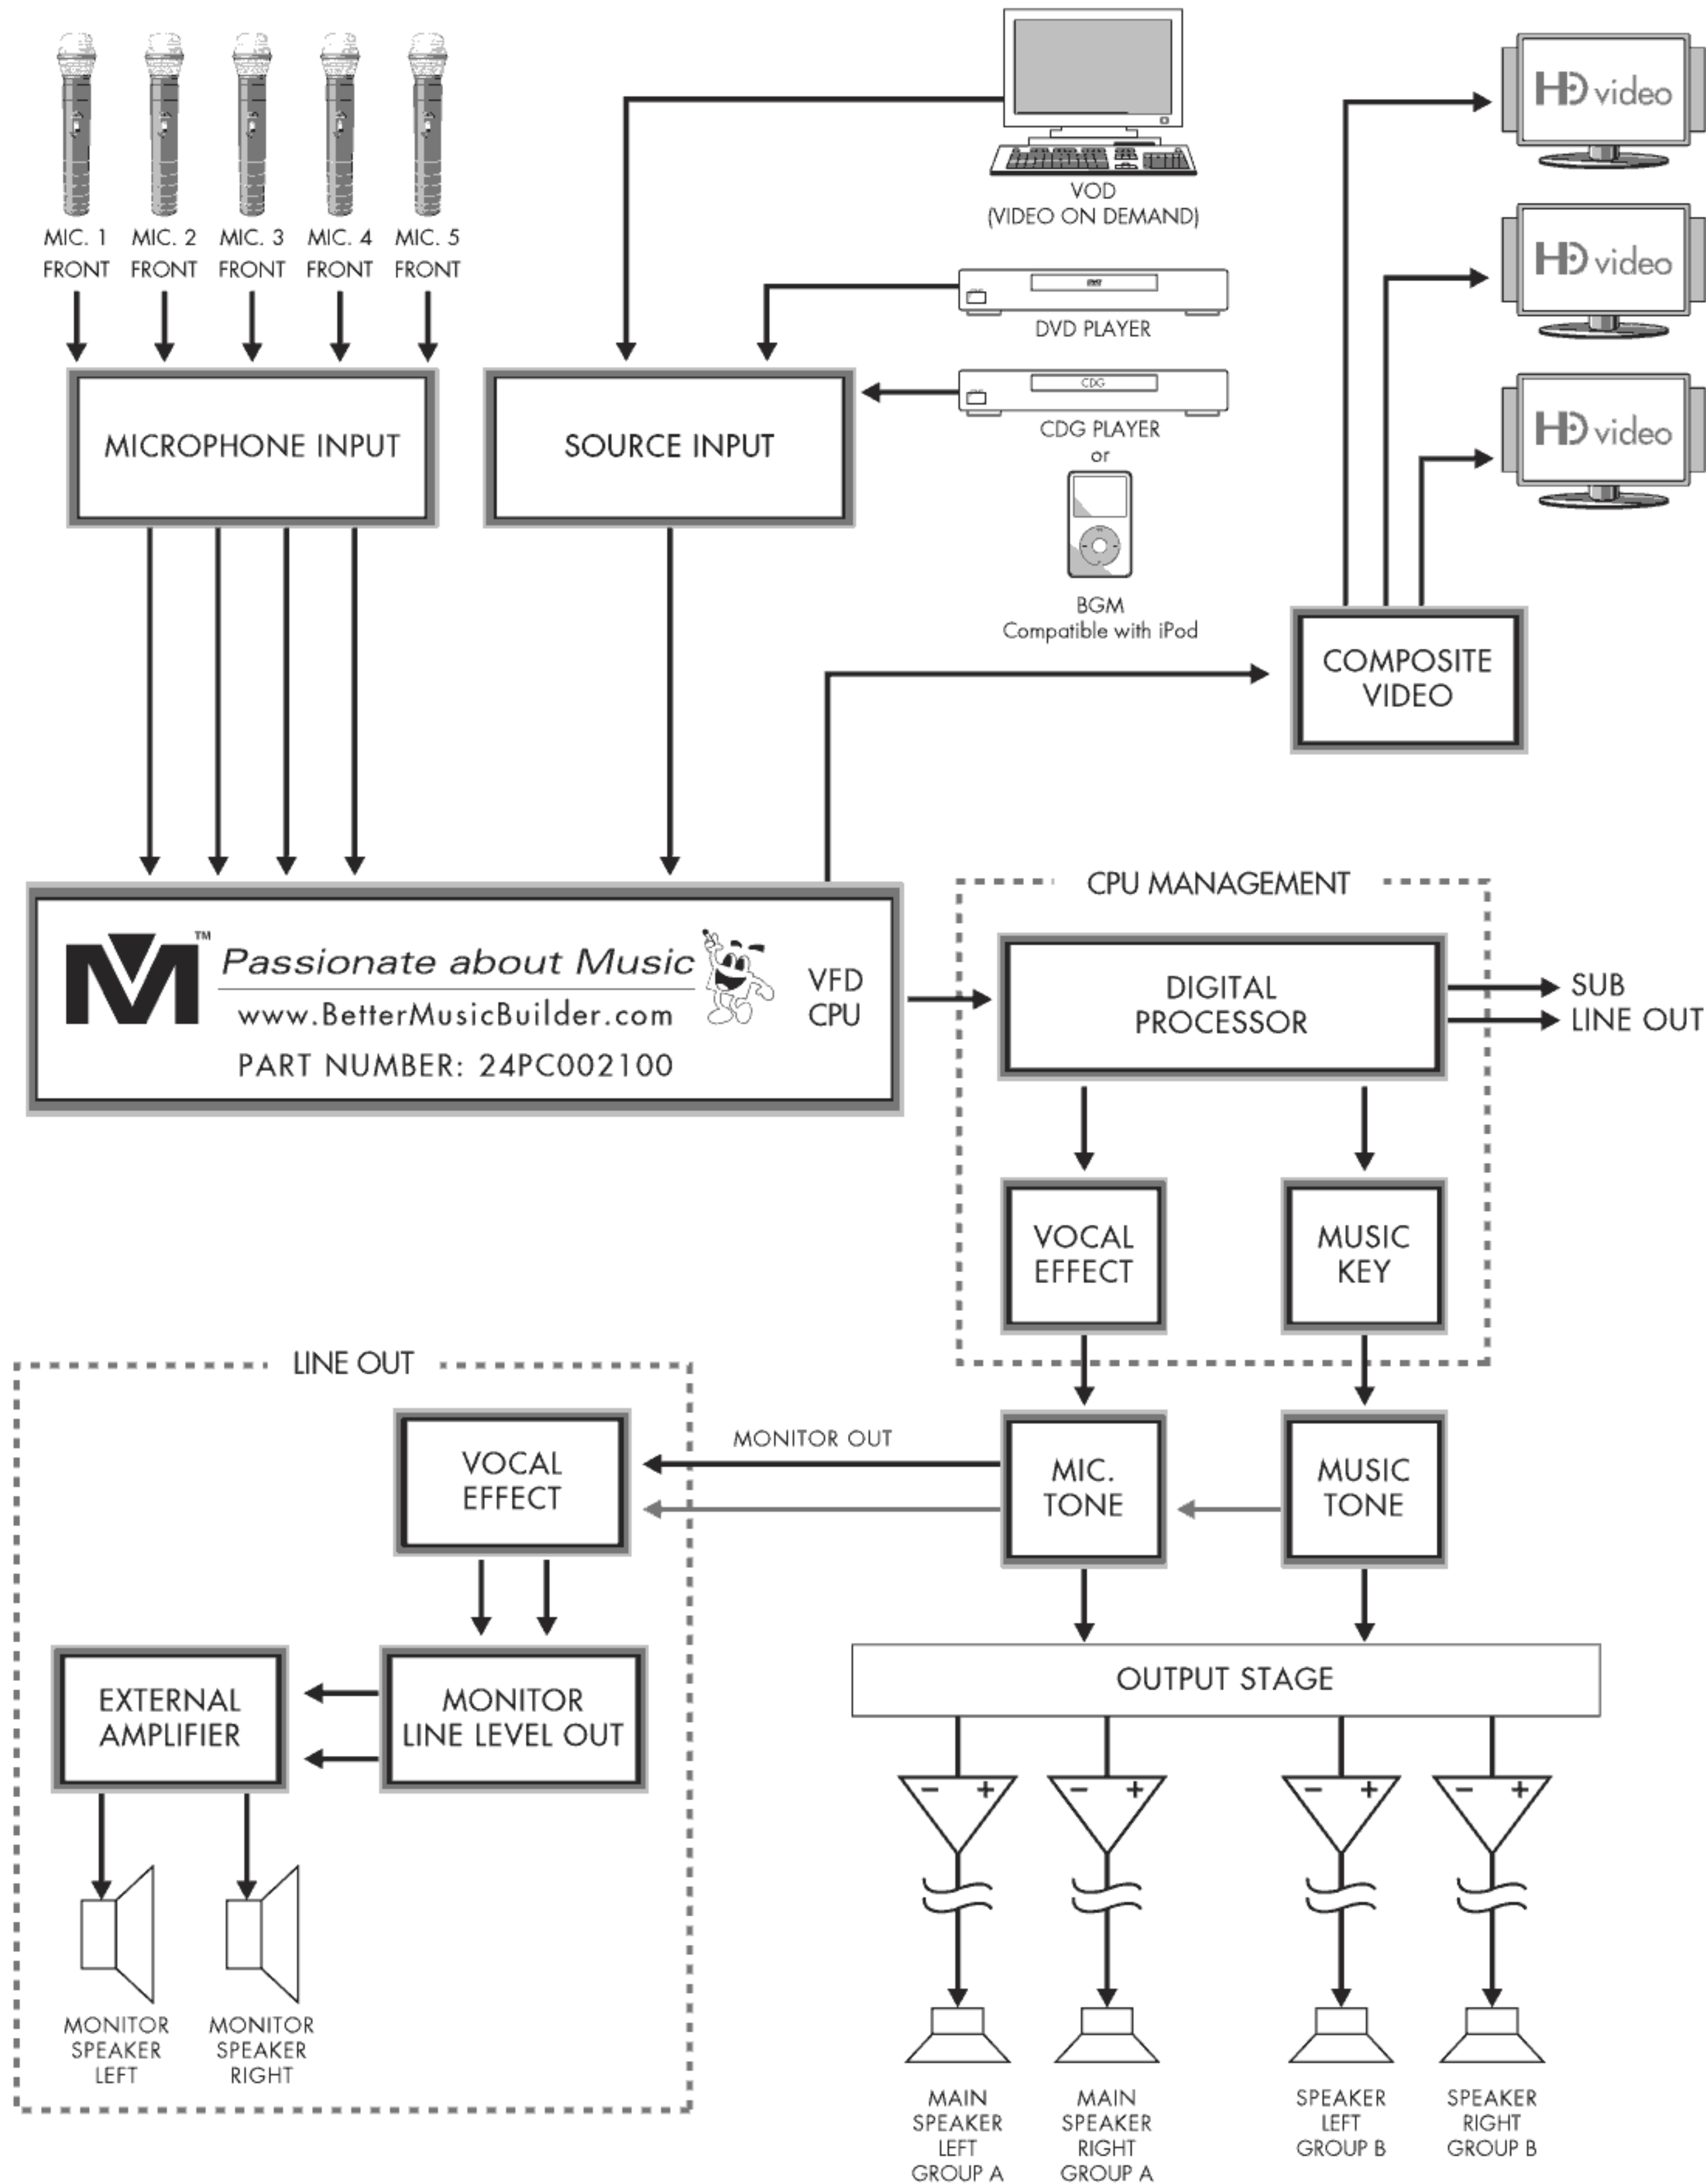 MIC. 1
FRONT
MIC. 2
FRONT
MIC. 3
FRONT
MIC. 4
FRONT
MIC. 5
FRONT
VOD
(VIDEO ON DEMAND)
DVD
DVD PLAYER
CDG
CDG PLAYER
or
BGM
Compatible with iPod
HD video
HD video
HD video
MICROPHONE INPUT
SOURCE INPUT
COMPOSITE
VIDEO
M™
Passionate about Music
www.BetterMusicBuilder.com
PART NUMBER: 24PC002100
VFD
CPU
CPU MANAGEMENT
DIGITAL
PROCESSOR
SUB
LINE OUT
VOCAL
EFFECT
MUSIC
KEY
LINE OUT
VOCAL
EFFECT
MONITOR OUT
MIC.
TONE
MUSIC
TONE
EXTERNAL
AMPLIFIER
MONITOR
LINE LEVEL OUT
OUTPUT STAGE
- +
- +
- +
- +
MONITOR
SPEAKER
LEFT
MONITOR
SPEAKER
RIGHT
MAIN
SPEAKER
LEFT
GROUP A
MAIN
SPEAKER
RIGHT
GROUP A
SPEAKER
LEFT
GROUP B
SPEAKER
RIGHT
GROUP B